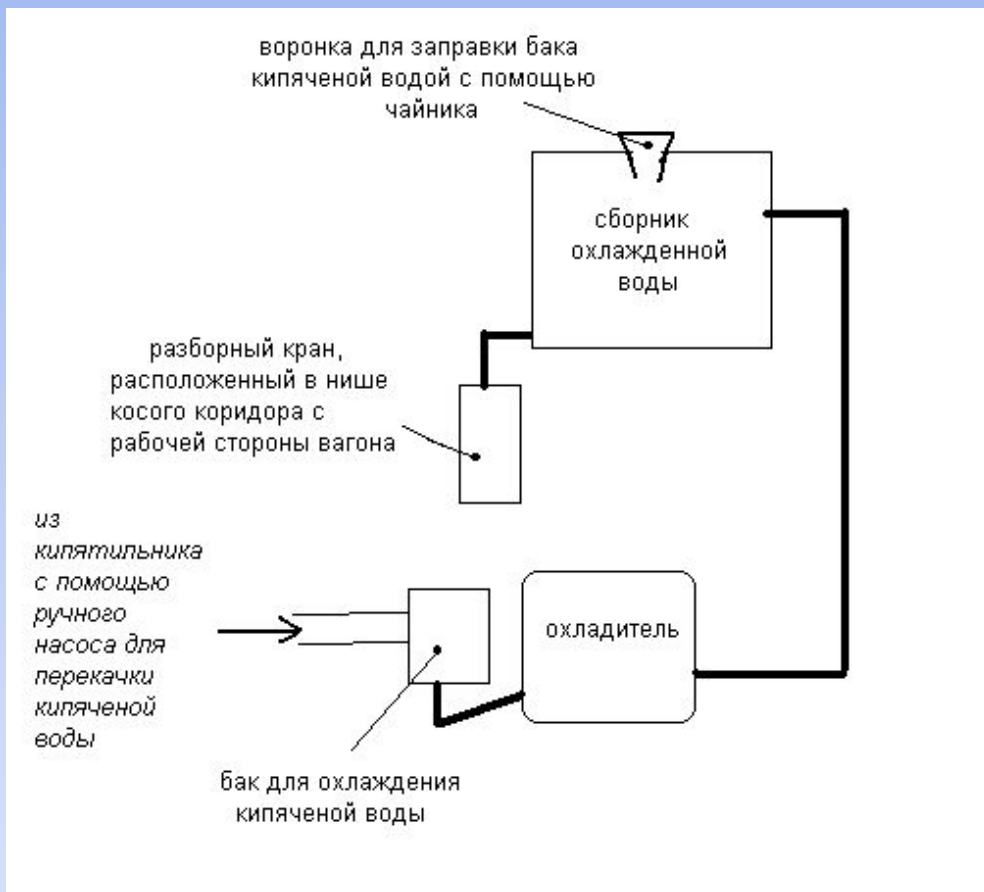 воронка для заправки бака
кипяченой водой с помощью
чайника
сборник
охлажденной
воды
разборный кран,
расположенный в нише
косого коридора с
рабочей стороны вагона
из
кипятильника
с помощью
ручного
насоса для
перекачки
кипяченой
воды
охладитель
бак для охлаждения
кипяченой воды